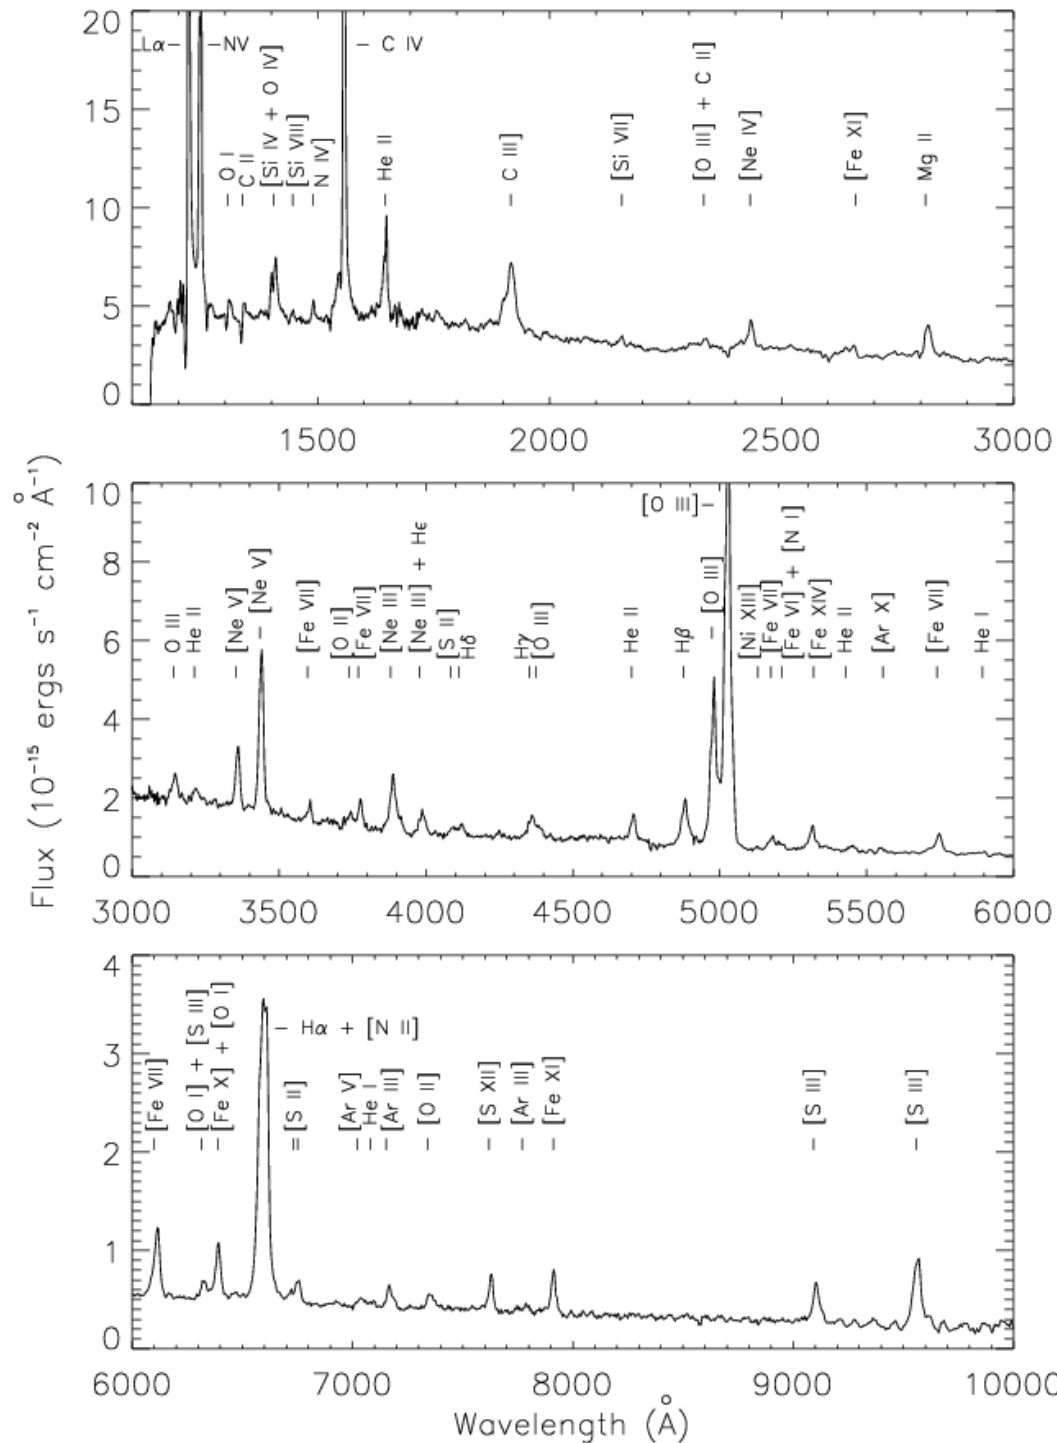 20
15
10
5
0
Lα
NV
C IV
O I
C II
[Si IV + O IV]
[Si VIII]
N IV]
He II
C III]
[Si VII]
[O III] + C II]
[Ne IV]
[Fe XI]
Mg II
1500 2000 2500 3000
Flux (10⁻¹⁵ ergs s⁻¹ cm⁻² Å⁻¹)
10
8
6
4
2
0
O III
He II
[Ne V]
[Ne V]
[Fe VII]
[O II]
[Fe VII]
[Ne III]
[Ne III] + Hϵ
[S II]
Hδ
Hγ
[O III]
He II
Hβ
[O III]
[O III]
[Ni XIII]
[Fe VII]
[Fe VI] + [N I]
[Fe XIV]
He II
[Ar X]
[Fe VII]
He I
3000 3500 4000 4500 5000 5500 6000
4
3
2
1
0
[Fe VII]
[O I] + [S III]
[Fe X] + [O I]
Hα + [N II]
[S II]
[Ar V]
He I
[Ar III]
[O II]
[S XII]
[Ar III]
[Fe XI]
[S III]
[S III]
6000 7000 8000 9000 10000
Wavelength (Å)